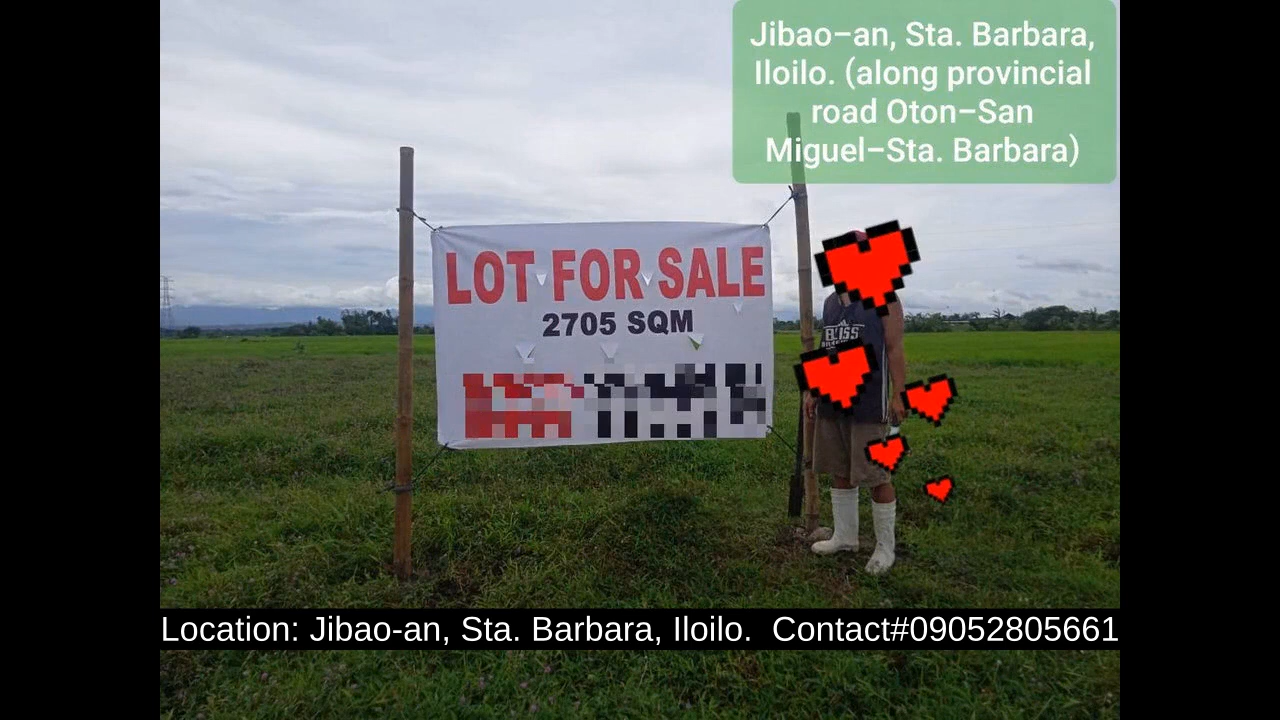 Jibao-an, Sta. Barbara,
Iloilo. (along provincial
road Oton-San
Miguel-Sta. Barbara)
LOT FOR SALE
2705 SQM
BLISS
Location: Jibao-an, Sta. Barbara, Iloilo. Contact#09052805661